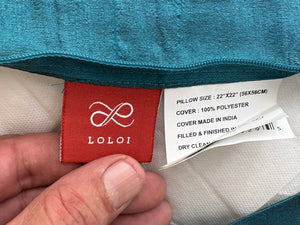 LOLOI
PILLOW SIZE : 22"X22" (56X56CM)
COVER : 100% POLYESTER
COVER MADE IN INDIA
FILLED & FINISHED IN
DRY CLEAN